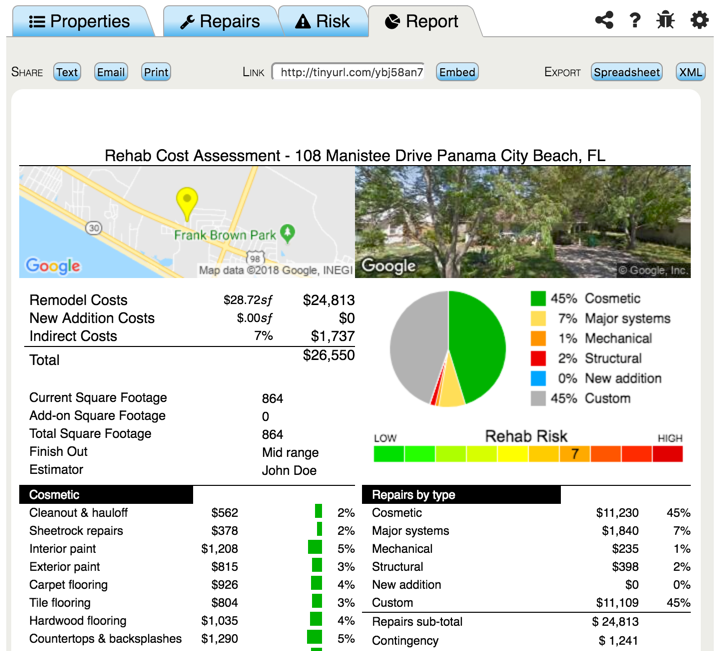 Properties Repairs Risk Report ?
SHARE Text Email Print LINK http://tinyurl.com/ybj58an7 Embed EXPORT Spreadsheet XML
Rehab Cost Assessment - 108 Manistee Drive Panama City Beach, FL
30
Frank Brown Park
98
Google Map data ©2018 Google, INEGI
Google © Google, Inc.
Remodel Costs $28.72sf $24,813
New Addition Costs $.00sf $0
Indirect Costs 7% $1,737
Total $26,550
45% Cosmetic
7% Major systems
1% Mechanical
2% Structural
0% New addition
45% Custom
Current Square Footage 864
Add-on Square Footage 0
Total Square Footage 864
Finish Out Mid range
Estimator John Doe
LOW Rehab Risk HIGH
7
Cosmetic
Cleanout & hauloff $562 2%
Sheetrock repairs $378 2%
Interior paint $1,208 5%
Exterior paint $815 3%
Carpet flooring $926 4%
Tile flooring $804 3%
Hardwood flooring $1,035 4%
Countertops & backsplashes $1,290 5%
Repairs by type
Cosmetic $11,230 45%
Major systems $1,840 7%
Mechanical $235 1%
Structural $398 2%
New addition $0 0%
Custom $11,109 45%
Repairs sub-total $ 24,813
Contingency $ 1,241